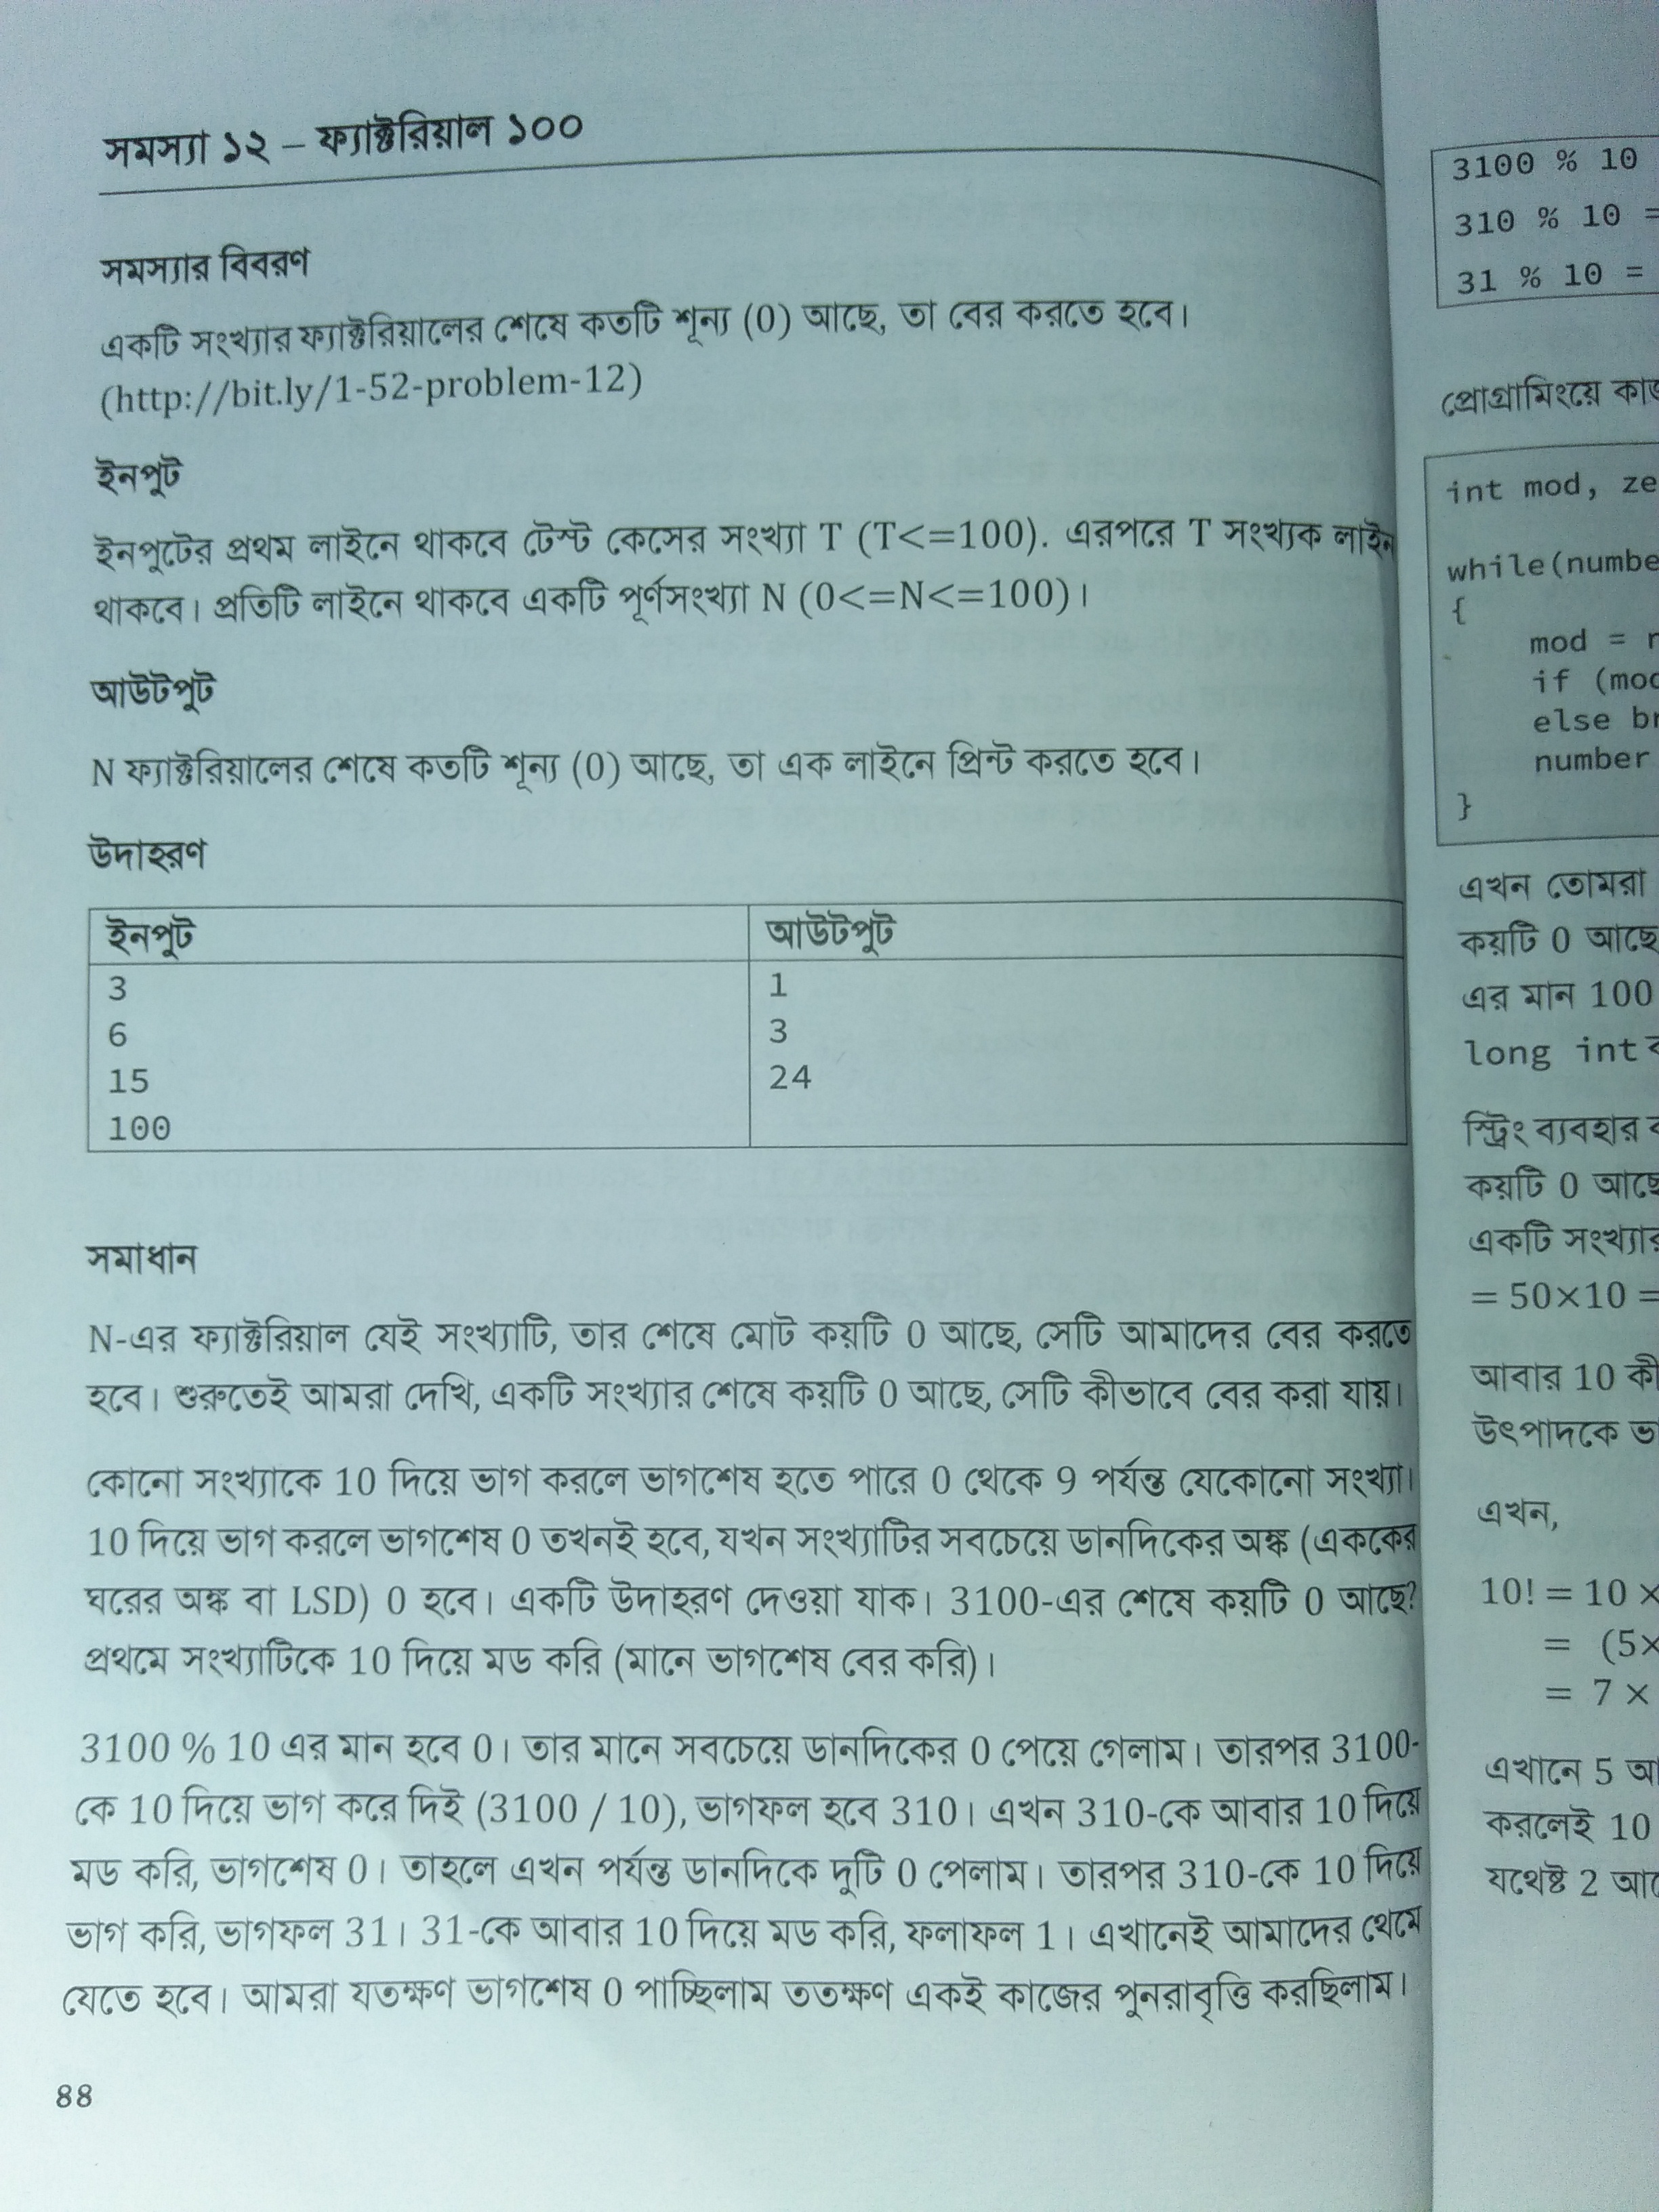 সমস্যা ১২ – ফ্যাক্টরিয়াল ১০০
সমস্যার বিবরণ
একটি সংখ্যার ফ্যাক্টরিয়ালের শেষে কতটি শূন্য (0) আছে, তা বের করতে হবে।
(http://bit.ly/1-52-problem-12)
ইনপুট
ইনপুটের প্রথম লাইনে থাকবে টেস্ট কেসের সংখ্যা T (T<=100). এরপরে T সংখ্যক লাইন
থাকবে। প্রতিটি লাইনে থাকবে একটি পূর্ণসংখ্যা N (0<=N<=100)।
আউটপুট
N ফ্যাক্টরিয়ালের শেষে কতটি শূন্য (0) আছে, তা এক লাইনে প্রিন্ট করতে হবে।
উদাহরণ
ইনপুট আউটপুট
3 1
6 3
15 24
100
সমাধান
N-এর ফ্যাক্টরিয়াল যেই সংখ্যাটি, তার শেষে মোট কয়টি 0 আছে, সেটি আমাদের বের করতে
হবে। শুরুতেই আমরা দেখি, একটি সংখ্যার শেষে কয়টি 0 আছে, সেটি কীভাবে বের করা যায়।
কোনো সংখ্যাকে 10 দিয়ে ভাগ করলে ভাগশেষ হতে পারে 0 থেকে 9 পর্যন্ত যেকোনো সংখ্যা।
10 দিয়ে ভাগ করলে ভাগশেষ 0 তখনই হবে, যখন সংখ্যাটির সবচেয়ে ডানদিকের অঙ্ক (এককের
ঘরের অঙ্ক বা LSD) 0 হবে। একটি উদাহরণ দেওয়া যাক। 3100-এর শেষে কয়টি 0 আছে?
প্রথমে সংখ্যাটিকে 10 দিয়ে মড করি (মানে ভাগশেষ বের করি)।
3100 % 10 এর মান হবে 0। তার মানে সবচেয়ে ডানদিকের 0 পেয়ে গেলাম। তারপর 3100-
কে 10 দিয়ে ভাগ করে দিই (3100 / 10), ভাগফল হবে 310। এখন 310-কে আবার 10 দিয়ে
মড করি, ভাগশেষ 0। তাহলে এখন পর্যন্ত ডানদিকে দুটি 0 পেলাম। তারপর 310-কে 10 দিয়ে
ভাগ করি, ভাগফল 31। 31-কে আবার 10 দিয়ে মড করি, ফলাফল 1। এখানেই আমাদের থেমে
যেতে হবে। আমরা যতক্ষণ ভাগশেষ 0 পাচ্ছিলাম ততক্ষণ একই কাজের পুনরাবৃত্তি করছিলাম।
88
3100 % 10
310 % 10 =
31 % 10 =
প্রোগ্রামিংয়ে
int mod,
while(
{
mod =
if
else
number
}
এখন তোমরা
কয়টি 0 আছে
এর মান 100
long int
স্ট্রিং ব্যবহার
কয়টি 0 আছে
একটি সংখ্যার
= 50×10 =
আবার 10
উৎপাদকে
এখন,
10! = 10 ×
= (5×
= 7 ×
এখানে 5
করলেই 10
যথেষ্ট 2